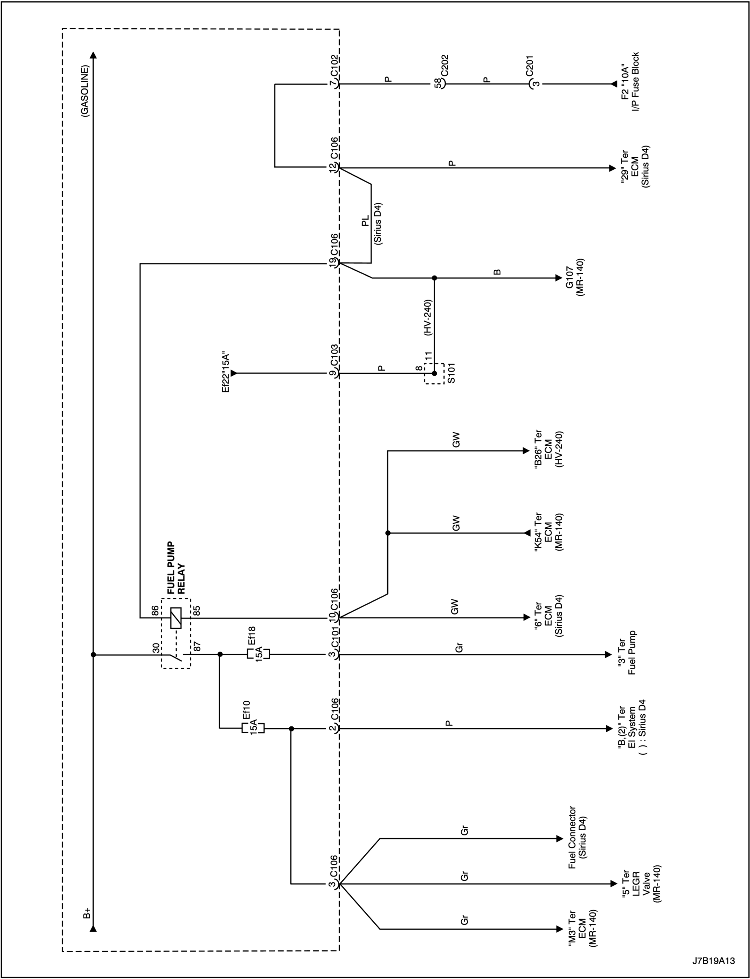 (GASOLINE)
B+
FUEL PUMP
RELAY
86
85
30
87
Ef18
15A
Ef10
15A
Ef22"15A"
7 C102
12 C106
19 C106
9 C103
10 C106
3 C101
2 C106
3 C106
P
58 C202
P
3 C201
F2 "10A"
I/P Fuse Block
P
"29" Ter
ECM
(Sirius D4)
PL
(Sirius D4)
B
G107
(MR-140)
(HV-240)
P
8
11
S101
GW
"B26" Ter
ECM
(HV-240)
GW
"K54" Ter
ECM
(MR-140)
GW
"6" Ter
ECM
(Sirius D4)
Gr
"3" Ter
Fuel Pump
P
"B,(2)" Ter
EI System
( ) : Sirius D4
Gr
Fuel Connector
(Sirius D4)
Gr
"5" Ter
LEGR
Valve
(MR-140)
Gr
"M3" Ter
ECM
(MR-140)
J7B19A13